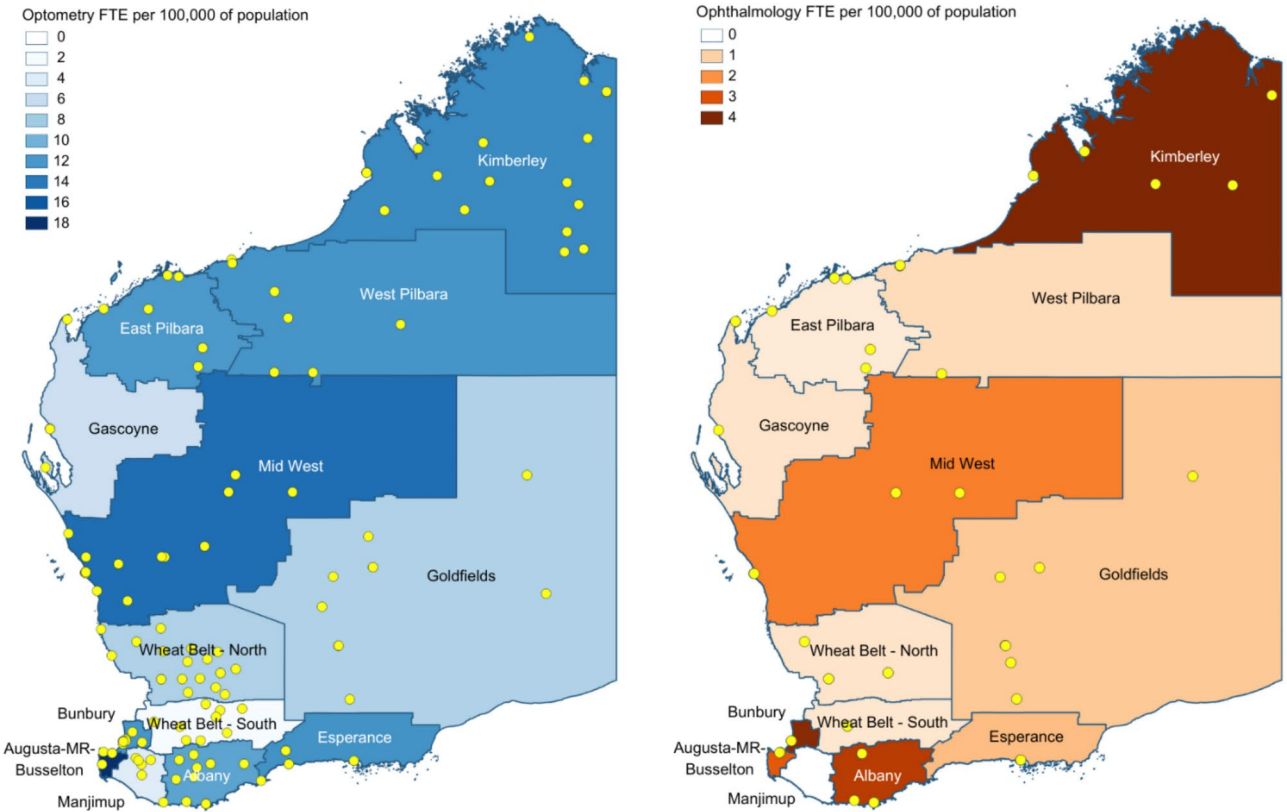 Optometry FTE per 100,000 of population
0
2
4
6
8
10
12
14
16
18
Kimberley
West Pilbara
East Pilbara
Gascoyne
Mid West
Goldfields
Wheat Belt - North
Bunbury
Wheat Belt - South
Esperance
Augusta-MR-
Busselton
Albany
Manjimup
Ophthalmology FTE per 100,000 of population
0
1
2
3
4
Kimberley
West Pilbara
East Pilbara
Gascoyne
Mid West
Goldfields
Wheat Belt - North
Bunbury
Wheat Belt - South
Esperance
Augusta-MR-
Busselton
Albany
Manjimup